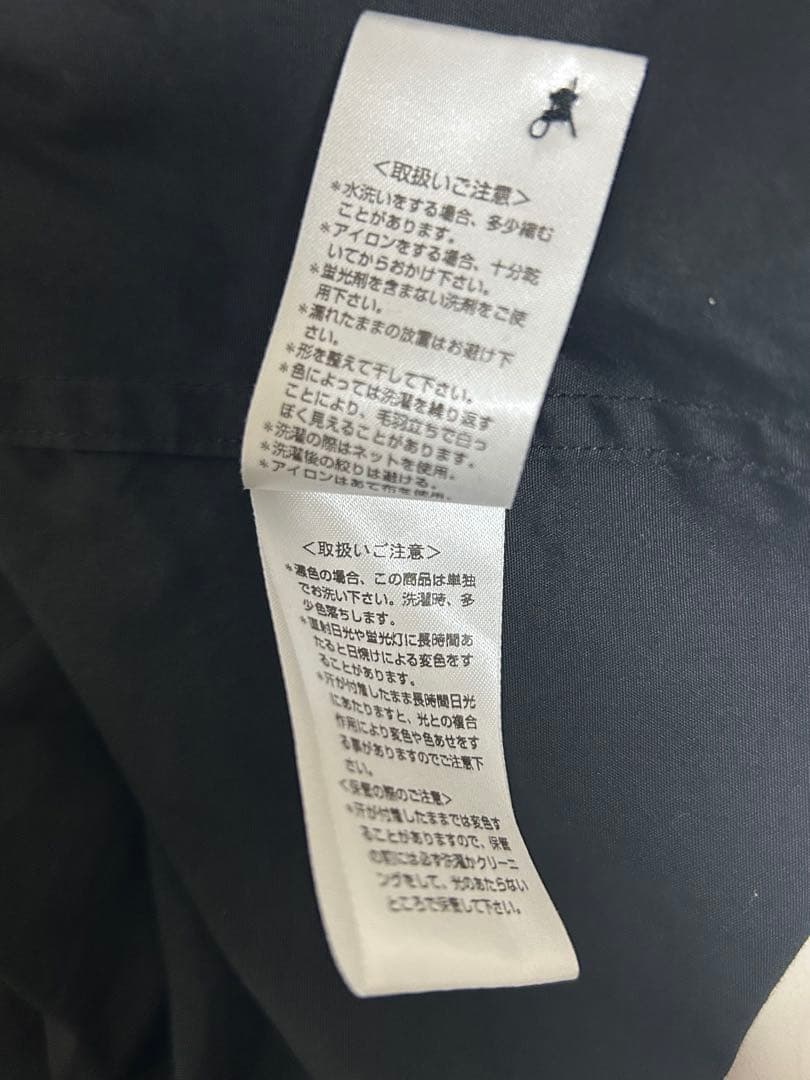 <取扱いご注意>
*水洗いをする場合、多少縮む
ことがあります。
*アイロンをする場合、十分乾
いてからおかけ下さい。
*蛍光剤を含まない洗剤をご使
用下さい。
*濡れたままの放置はお避け下
さい。
*形を整えて干して下さい。
*色によっては洗濯を繰り返す
ことにより、毛羽立ちで白っ
ぽく見えることがあります。
*洗濯の際はネットを使用。
*洗濯後の絞りは避ける。
*アイロンはあて布を使用。
<取扱いご注意>
*濃色の場合、この商品は単独
でお洗い下さい。洗濯時、多
少色落ちします。
*直射日光や蛍光灯に長時間あ
たると日焼けによる変色をす
ることがあります。
*汗が付着したまま長時間日光
にあたりますと、光との複合
作用により変色や色あせをす
る事がありますのでご注意下
さい。
<保管の際のご注意>
*汗が付着したままでは変色す
ることがありますので、保管
の前には必ず洗濯かクリーニ
ングをして、光のあたらない
ところで保管して下さい。